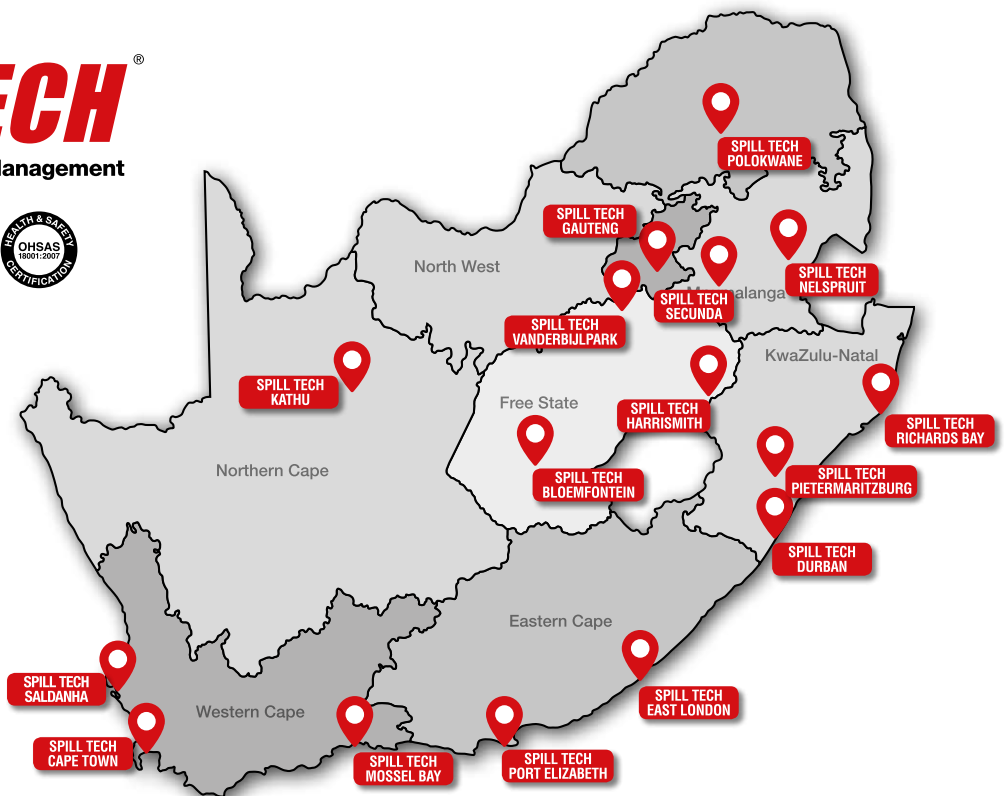 ECH®
Management
HEALTH & SAFETY
OHSAS
18001:2007
CERTIFICATION
SPILL TECH
POLOKWANE
SPILL TECH
GAUTENG
North West
SPILL TECH
NELSPRUIT
SPILL TECH
SECUNDA
SPILL TECH
VANDERBIJLPARK
KwaZulu-Natal
SPILL TECH
KATHU
Free State
SPILL TECH
HARRISMITH
SPILL TECH
RICHARDS BAY
Northern Cape
SPILL TECH
BLOEMFONTEIN
SPILL TECH
PIETERMARITZBURG
SPILL TECH
DURBAN
Eastern Cape
SPILL TECH
SALDANHA
Western Cape
SPILL TECH
EAST LONDON
SPILL TECH
CAPE TOWN
SPILL TECH
MOSSEL BAY
SPILL TECH
PORT ELIZABETH